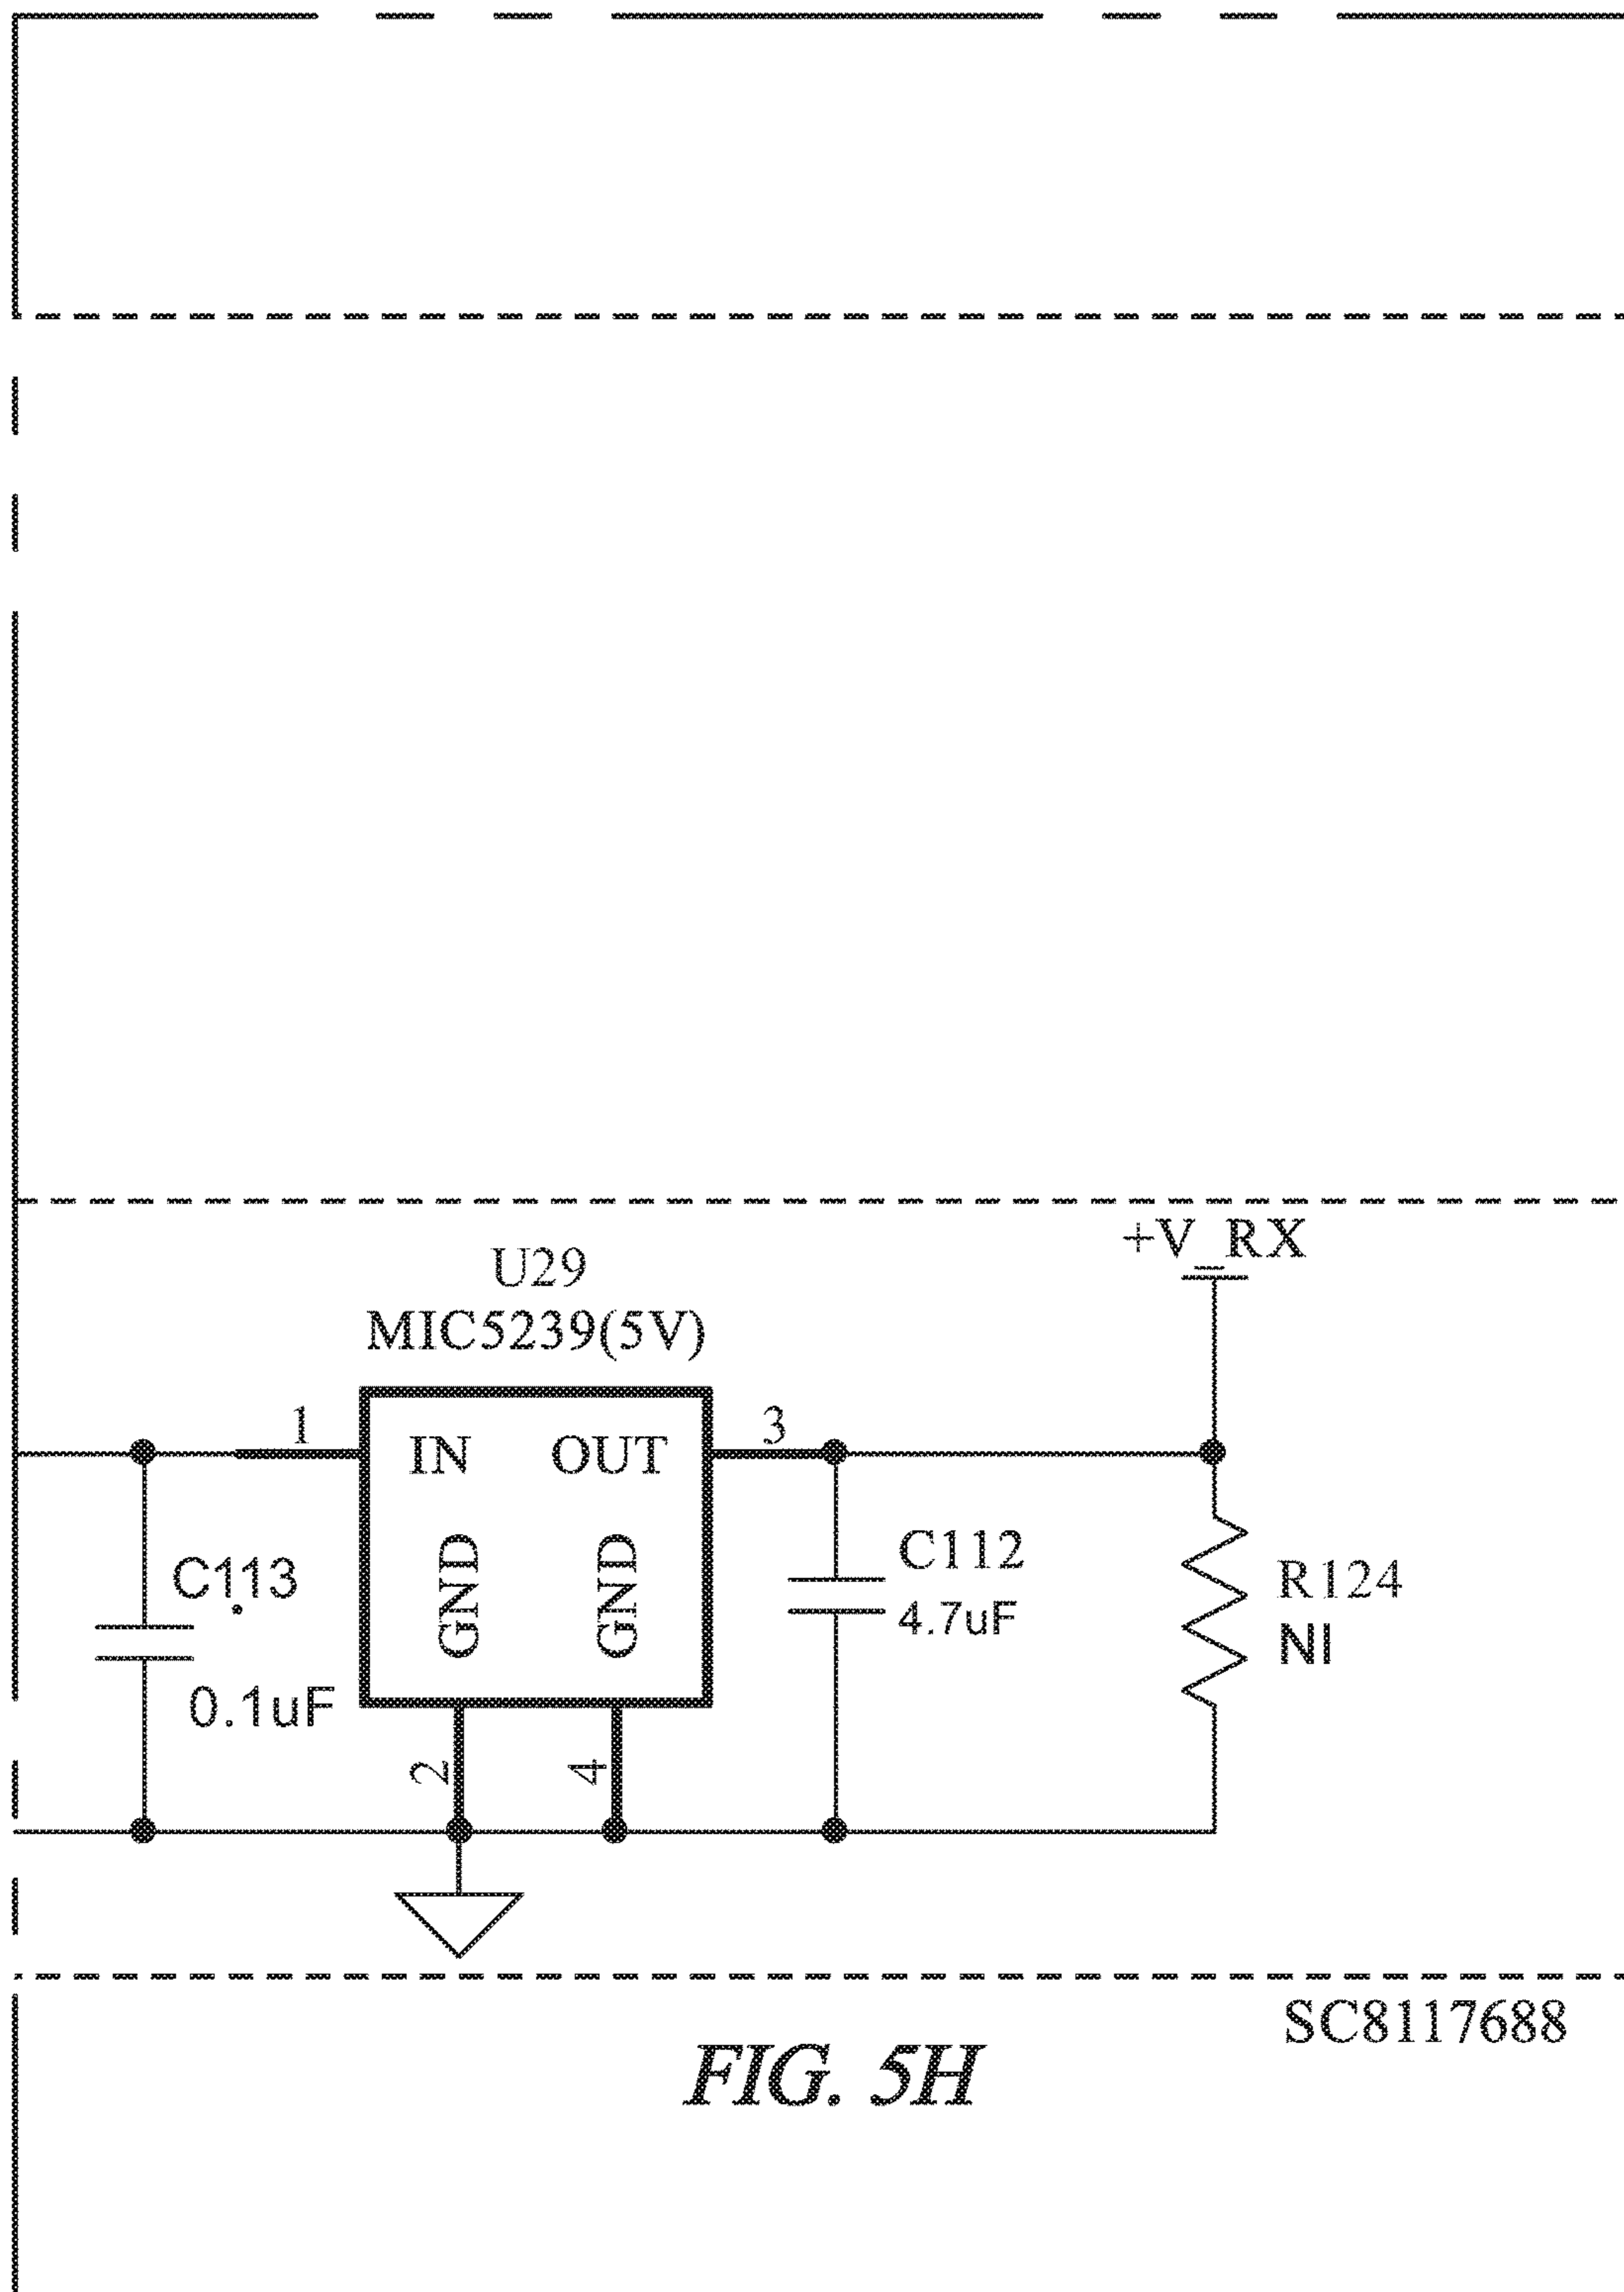 +V_RX
U29
MIC5239(5V)
1
3
IN OUT
C112
4.7uF
C113
0.1uF
GND
GND
R124
NI
2
4
SC8117688
FIG. 5H